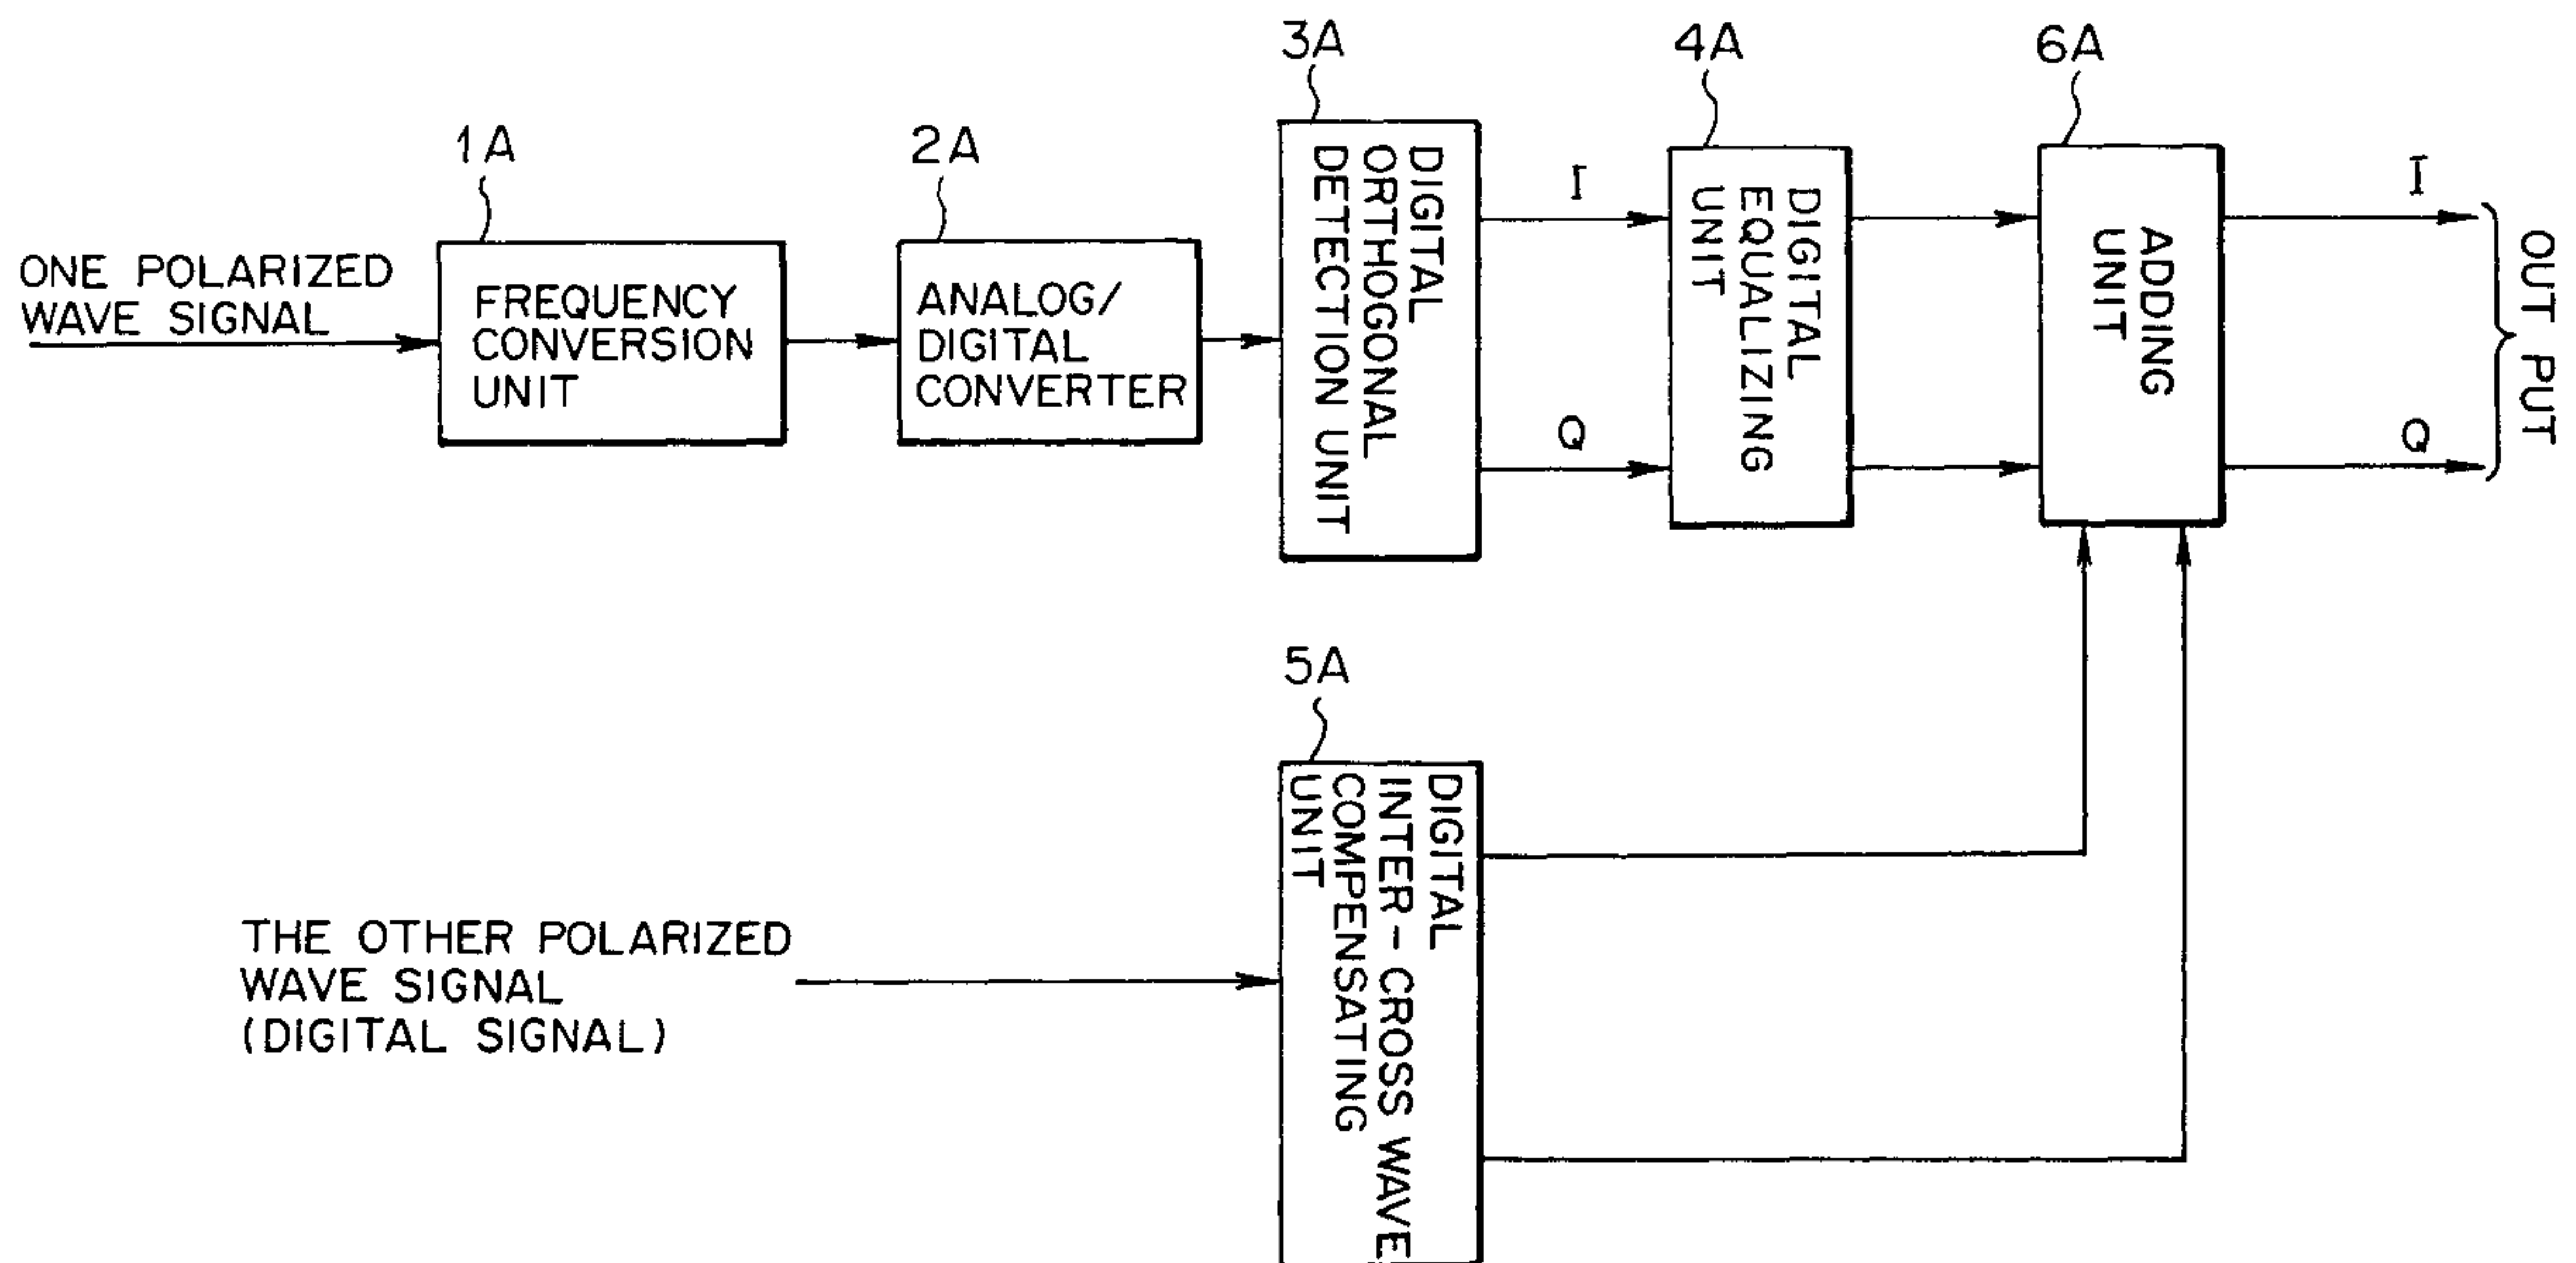 3A
4A
6A
1A
2A
ONE POLARIZED
WAVE SIGNAL
FREQUENCY
CONVERSION
UNIT
ANALOG/
DIGITAL
CONVERTER
DIGITAL
ORTHOGONAL
DETECTION UNIT
I
Q
DIGITAL
EQUALIZING
UNIT
ADDING
UNIT
I
Q
OUT PUT
5A
THE OTHER POLARIZED
WAVE SIGNAL
(DIGITAL SIGNAL)
DIGITAL
INTER-CROSS WAVE
COMPENSATING
UNIT